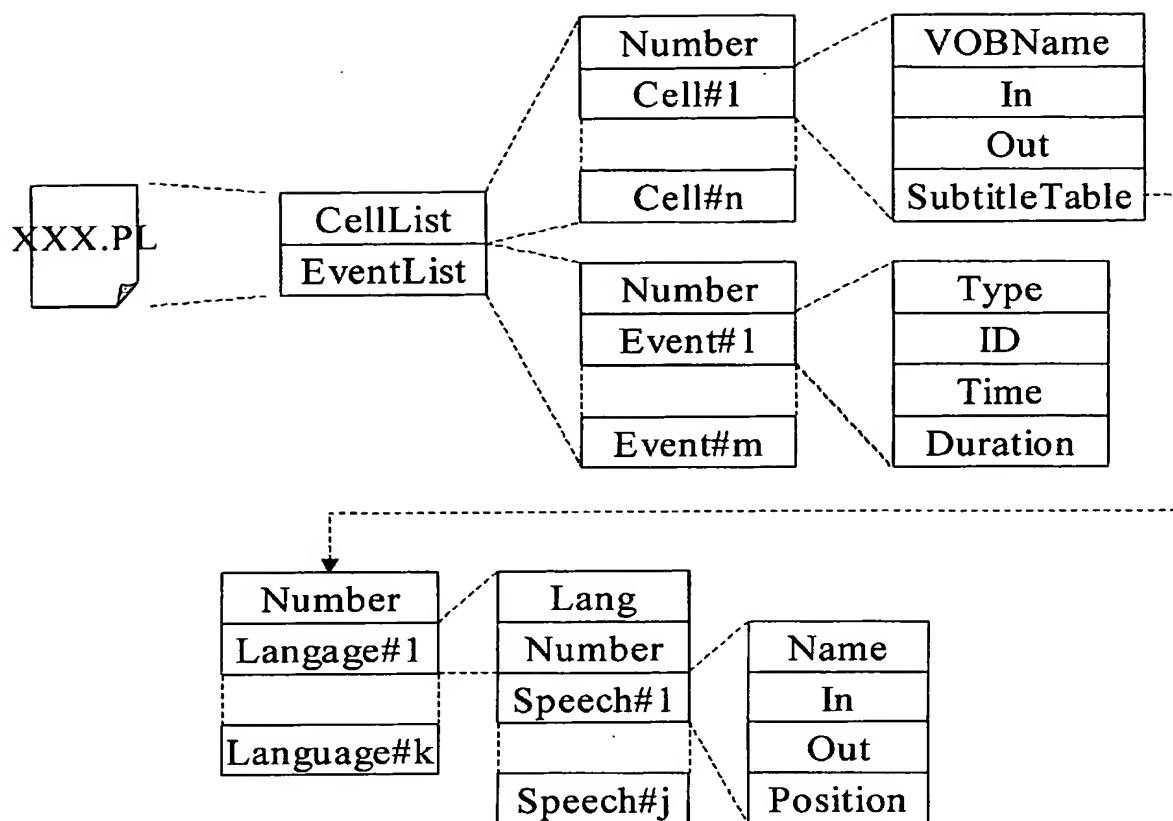 XXX.PL
CellList
EventList
Number
Cell#1
Cell#n
VOBName
In
Out
SubtitleTable
Number
Event#1
Event#m
Type
ID
Time
Duration
Number
Langage#1
Language#k
Lang
Number
Speech#1
Speech#j
Name
In
Out
Position